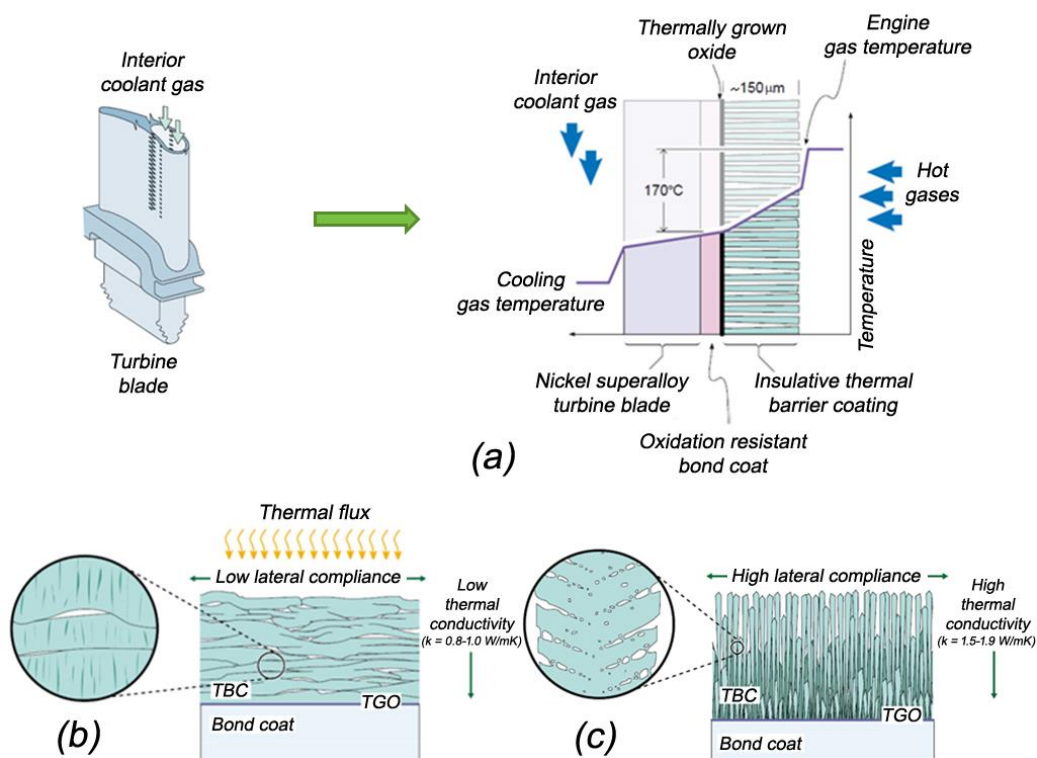 Interior
coolant gas
Turbine
blade
Thermally grown
oxide
Engine
gas temperature
Interior
coolant gas
~150μm
170°C
Hot
gases
Cooling
gas temperature
Temperature
Nickel superalloy
turbine blade
Insulative thermal
barrier coating
Oxidation resistant
bond coat
(a)
Thermal flux
Low lateral compliance
Low
thermal
conductivity
(k = 0.8-1.0 W/mK)
TBC
TGO
Bond coat
(b)
High lateral compliance
High
thermal
conductivity
(k = 1.5-1.9 W/mK)
TBC
TGO
Bond coat
(c)